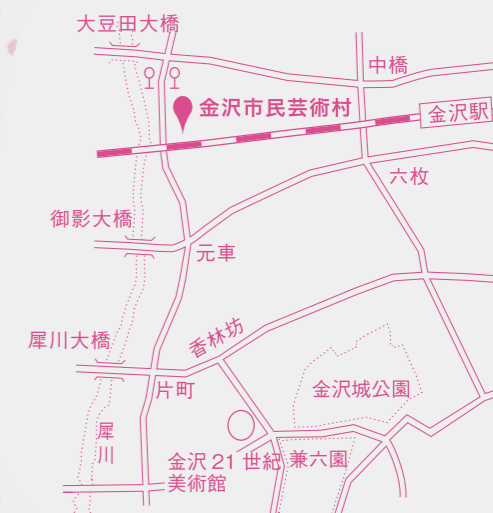 大豆田大橋
中橋
金沢市民芸術村
金沢駅
六枚
御影大橋
元車
香林坊
犀川大橋
片町
金沢城公園
犀川
金沢 21 世紀
美術館
兼六園